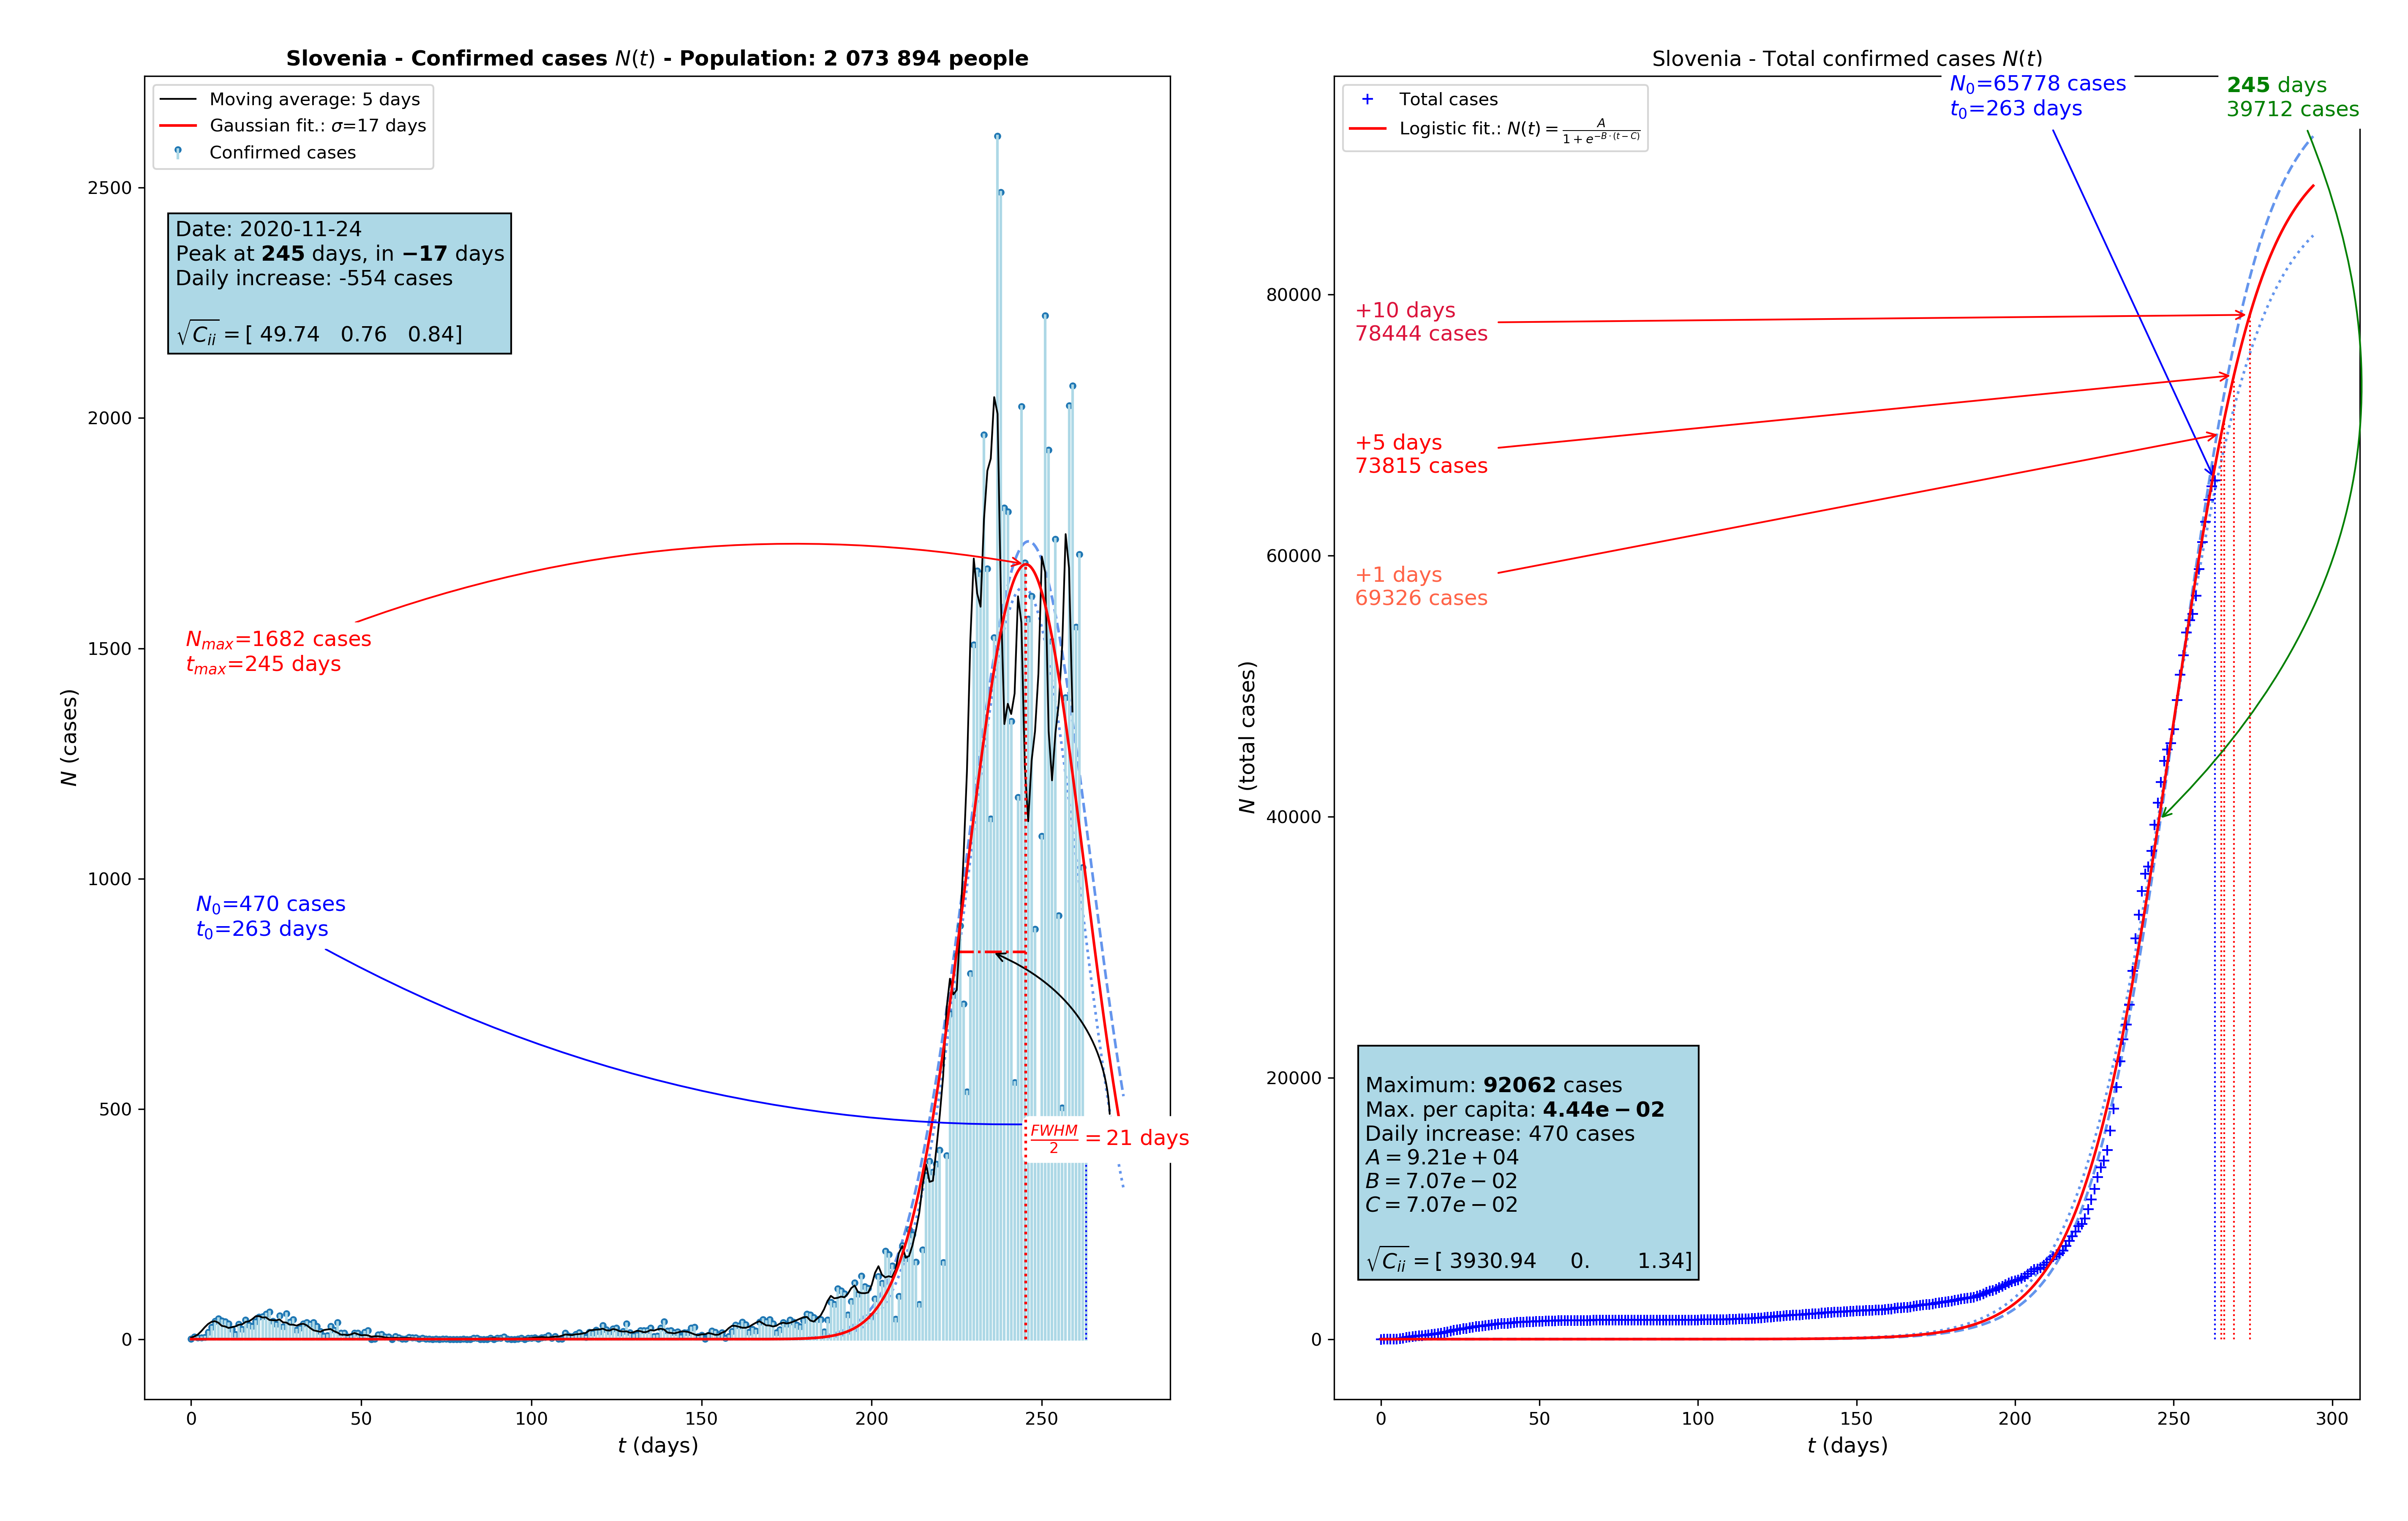 Slovenia - Confirmed cases N(t) - Population: 2 073 894 people
Moving average: 5 days
Gaussian fit.: σ=17 days
Confirmed cases
Date: 2020-11-24
Peak at 245 days, in −17 days
Daily increase: -554 cases
√C_ii = [ 49.74 0.76 0.84]
N_max=1682 cases
t_max=245 days
N_0=470 cases
t_0=263 days
FWHM/2 = 21 days
2500
2000
1500
1000
500
0
N (cases)
0 50 100 150 200 250
t (days)
Slovenia - Total confirmed cases N(t)
Total cases
Logistic fit.: N(t) = A/(1 + e^(−B·(t−C)))
N_0=65778 cases
t_0=263 days
245 days
39712 cases
+10 days
78444 cases
+5 days
73815 cases
+1 days
69326 cases
Maximum: 92062 cases
Max. per capita: 4.44e − 02
Daily increase: 470 cases
A = 9.21e + 04
B = 7.07e − 02
C = 7.07e − 02
√C_ii = [ 3930.94 0. 1.34]
80000
60000
40000
20000
0
N (total cases)
0 50 100 150 200 250 300
t (days)